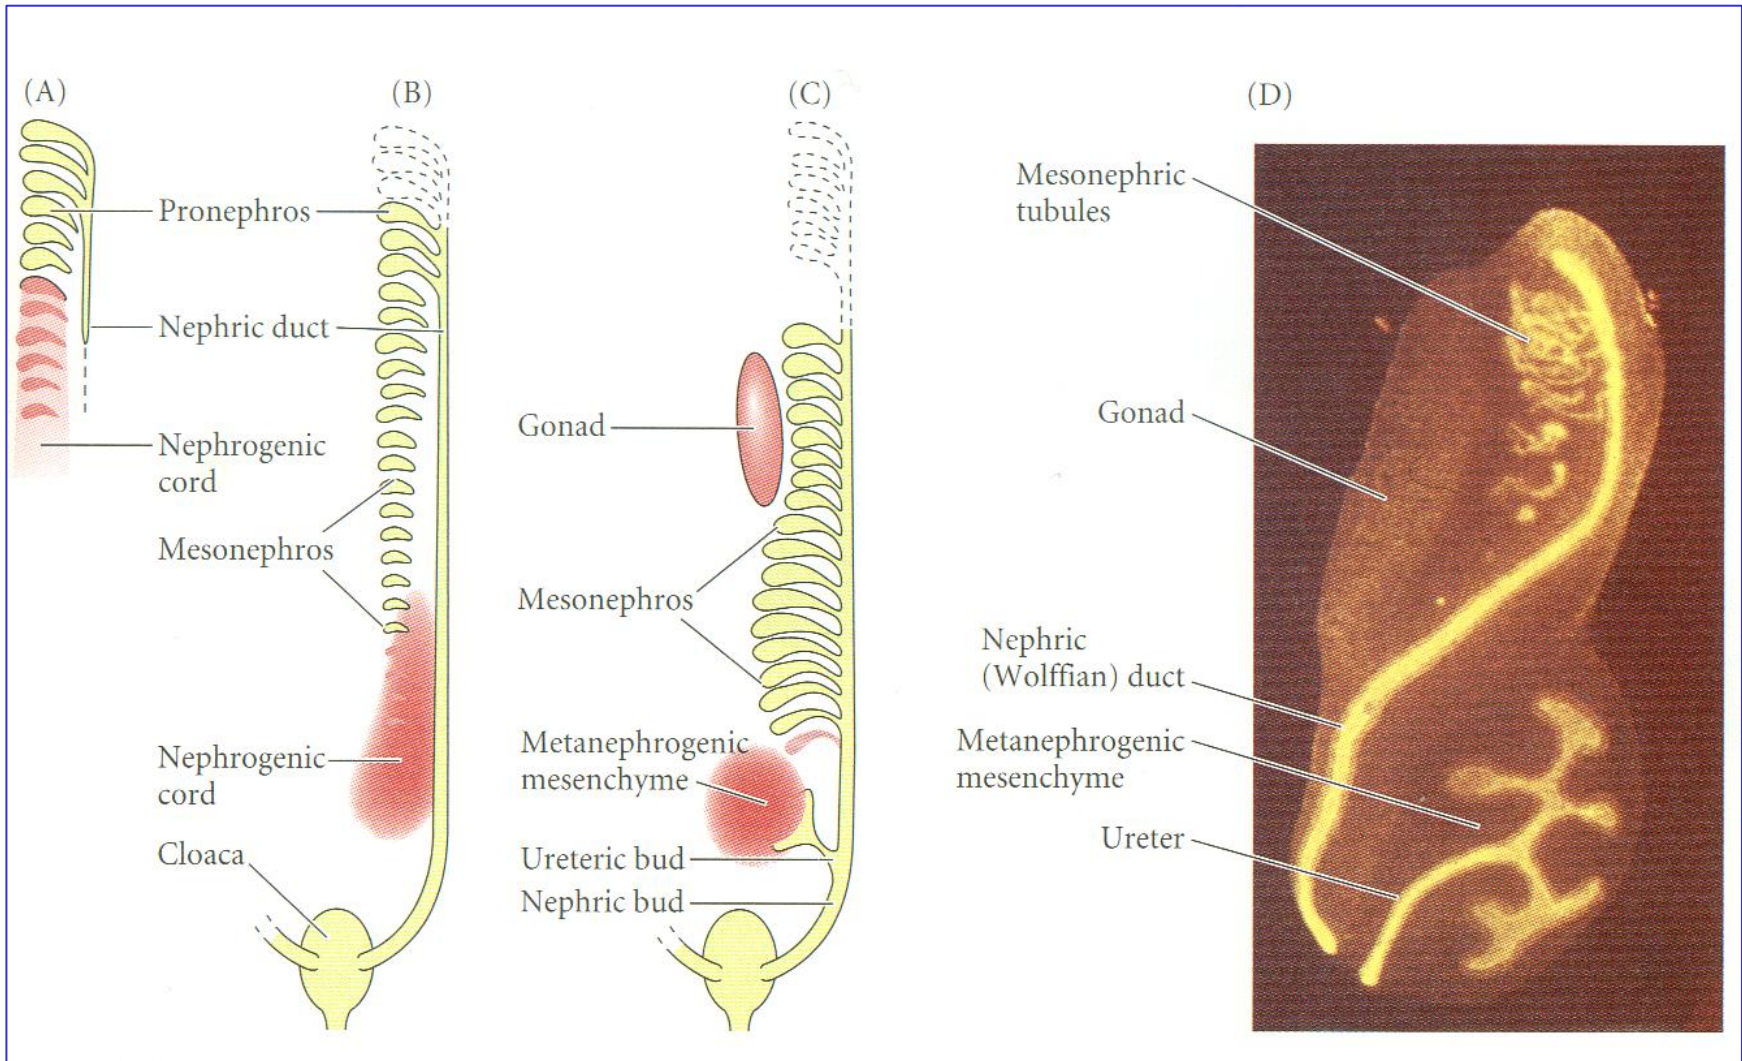 (A)
(B)
(C)
(D)
Pronephros
Nephric duct
Nephrogenic
cord
Mesonephros
Nephrogenic
cord
Cloaca
Gonad
Mesonephros
Metanephrogenic
mesenchyme
Ureteric bud
Nephric bud
Mesonephric
tubules
Gonad
Nephric
(Wolffian) duct
Metanephrogenic
mesenchyme
Ureter